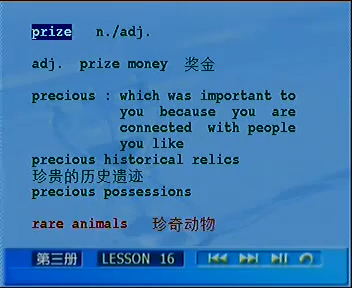 prize n./adj.
adj. prize money 奖金
precious : which was important to
you because you are
connected with people
you like
precious historical relics
珍贵的历史遗迹
precious possessions
rare animals 珍奇动物
第三册 LESSON 16